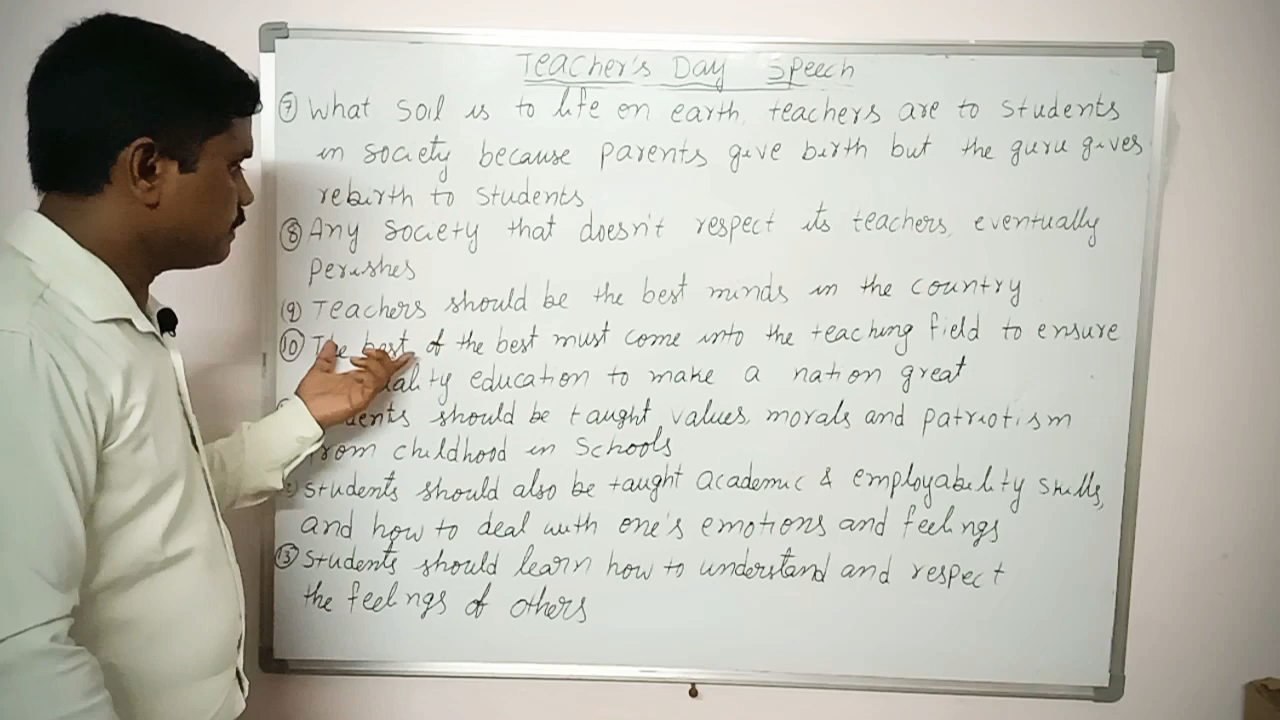 Teacher's Day Speech
⑦ What soil is to life on earth, teachers are to students
in society because parents give birth but the guru gives
rebirth to students
⑧ Any society that doesn't respect its teachers, eventually
perishes
⑨ Teachers should be the best minds in the country
⑩ The best of the best must come into the teaching field to ensure
education to make a nation great
should be taught values, morals and patriotism
from childhood in Schools
Students should also be taught academic & employability skills,
and how to deal with one's emotions and feelings
⑬ Students should learn how to understand and respect
the feelings of others